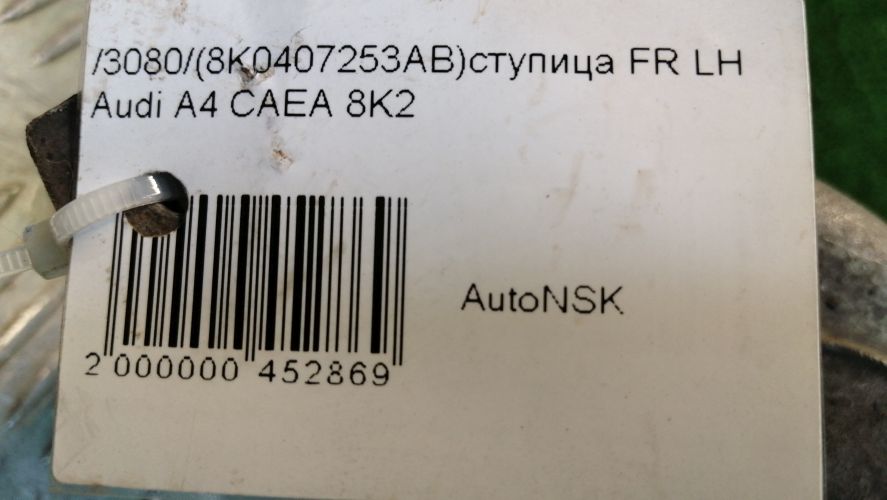 /3080/(8K0407253AB)ступица FR LH
Audi A4 CAEA 8K2
AutoNSK
2 000000 452869